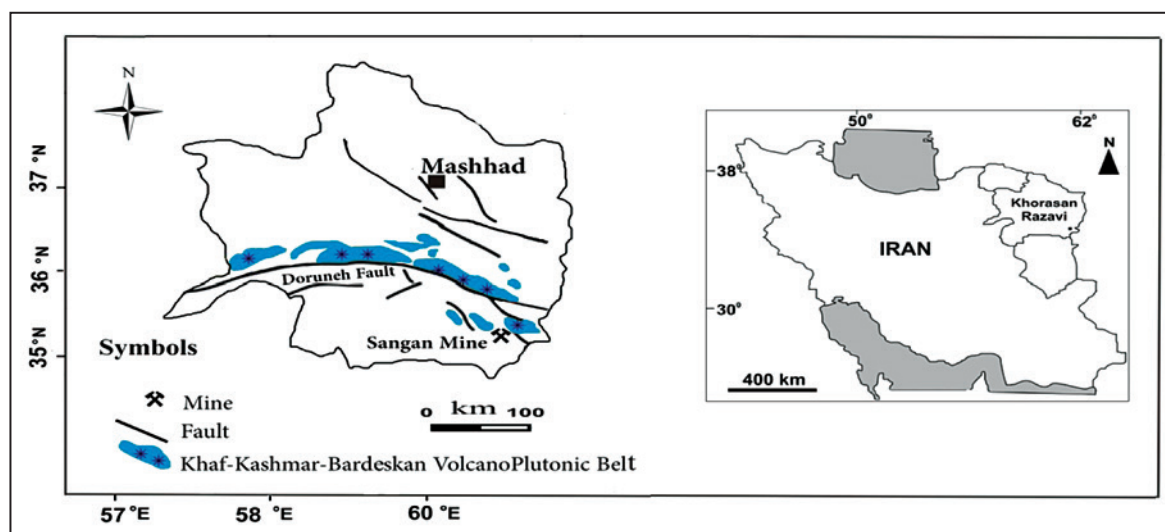 N
37 °N
36°N
35°N
Mashhad
Doruneh Fault
Sangan Mine
Symbols
Mine
Fault
Khaf-Kashmar-Bardeskan VolcanoPlutonic Belt
0 km 100
57 °E
58 °E
60 °E
50°
62°
38°
30°
N
Khorasan
Razavi
IRAN
400 km